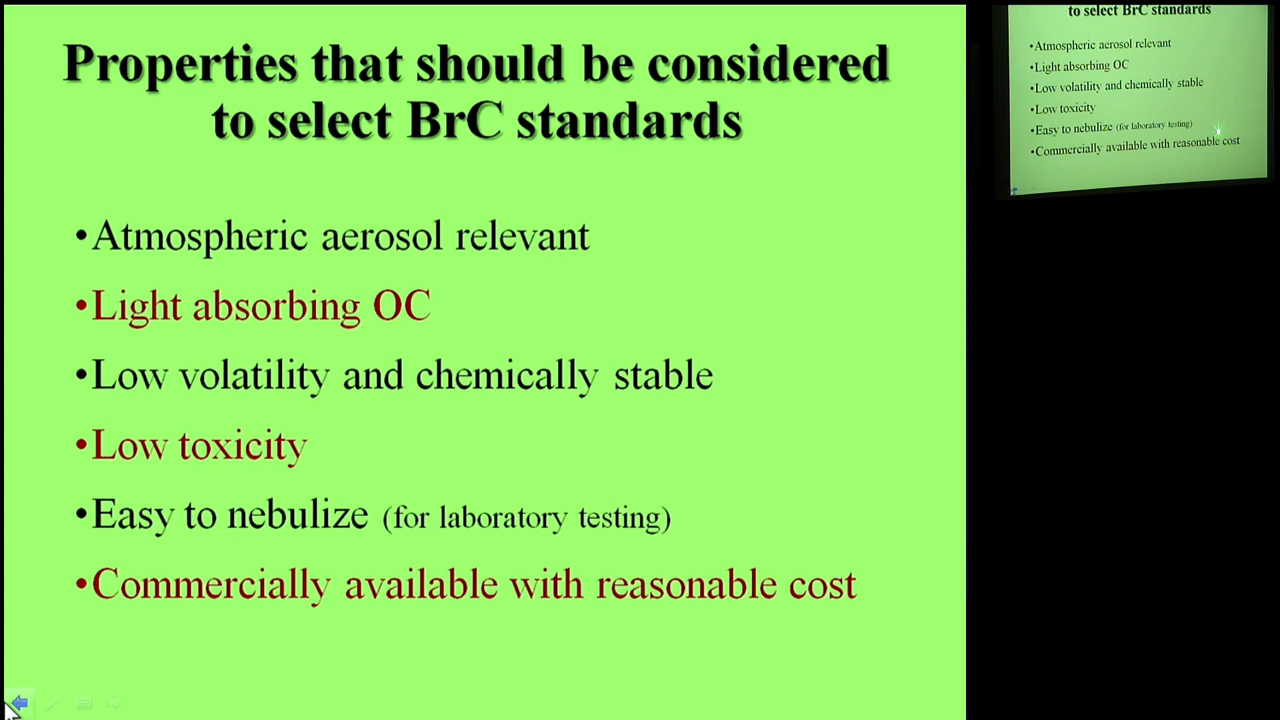 Properties that should be considered
to select BrC standards
•Atmospheric aerosol relevant
•Light absorbing OC
•Low volatility and chemically stable
•Low toxicity
•Easy to nebulize (for laboratory testing)
•Commercially available with reasonable cost
to select BrC standards
•Atmospheric aerosol relevant
•Light absorbing OC
•Low volatility and chemically stable
•Low toxicity
•Easy to nebulize (for laboratory testing)
•Commercially available with reasonable cost